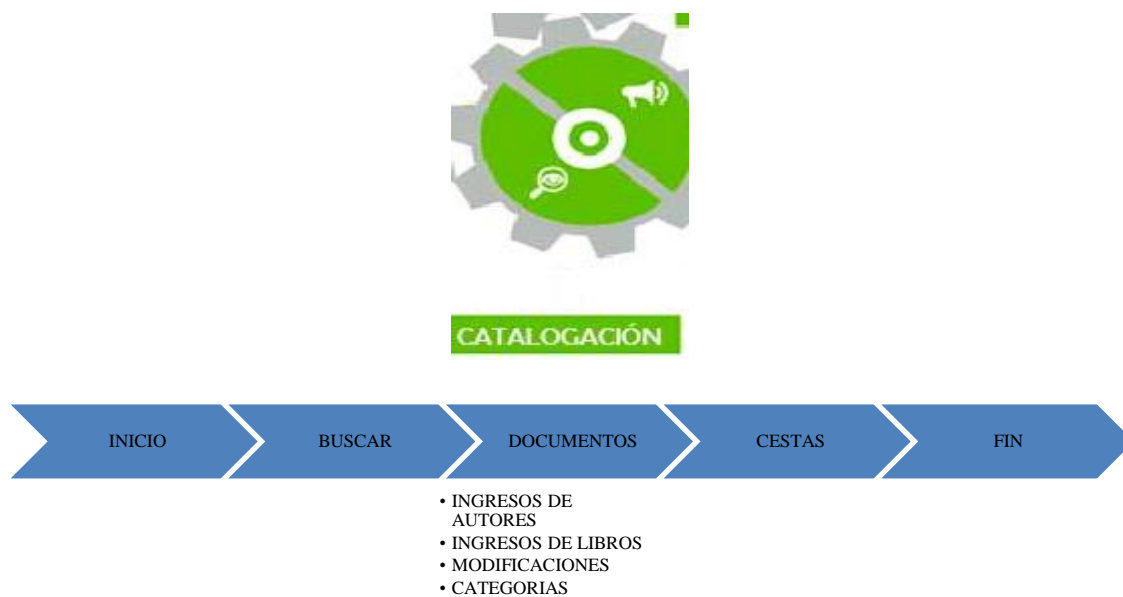 CATALOGACIÓN
INICIO
BUSCAR
DOCUMENTOS
CESTAS
FIN
• INGRESOS DE
AUTORES
• INGRESOS DE LIBROS
• MODIFICACIONES
• CATEGORIAS